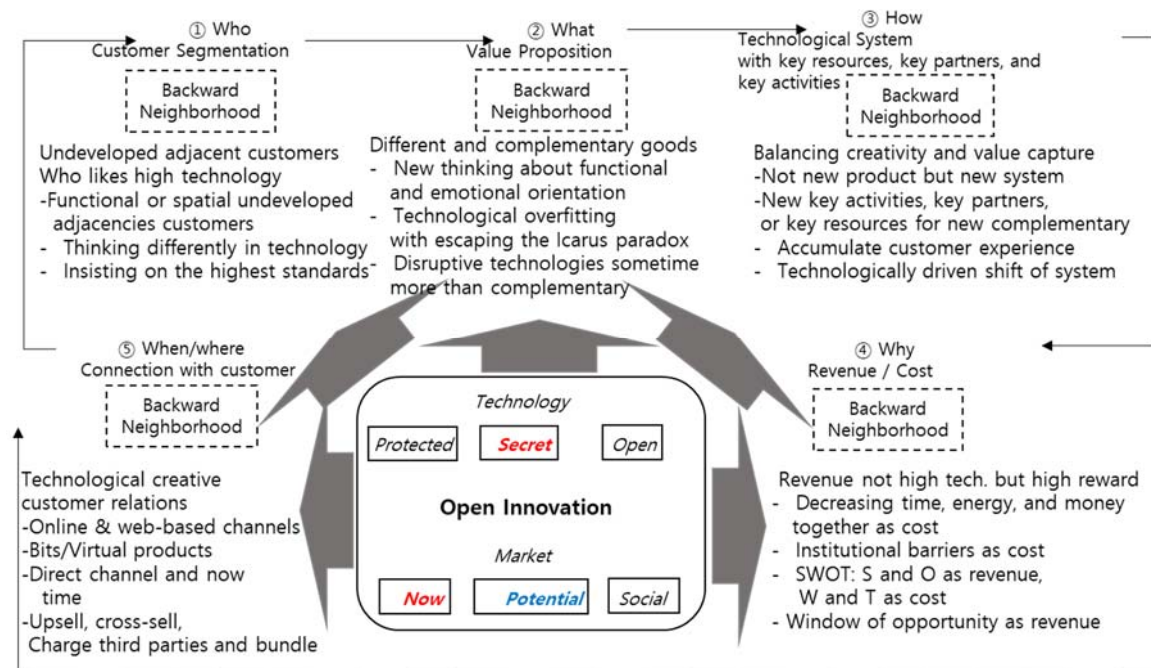 ① Who
Customer Segmentation
Backward
Neighborhood
Undeveloped adjacent customers
Who likes high technology
-Functional or spatial undeveloped
adjacencies customers
- Thinking differently in technology
- Insisting on the highest standards
② What
Value Proposition
Backward
Neighborhood
Different and complementary goods
- New thinking about functional
and emotional orientation
- Technological overfitting
with escaping the Icarus paradox
- Disruptive technologies sometime
more than complementary
③ How
Technological System
with key resources, key partners, and
key activities
Backward
Neighborhood
Balancing creativity and value capture
-Not new product but new system
-New key activities, key partners,
or key resources for new complementary
- Accumulate customer experience
- Technologically driven shift of system
⑤ When/where
Connection with customer
Backward
Neighborhood
Technological creative
customer relations
-Online & web-based channels
-Bits/Virtual products
-Direct channel and now
time
-Upsell, cross-sell,
Charge third parties and bundle
Technology
Protected
Secret
Open
Open Innovation
Market
Now
Potential
Social
④ Why
Revenue / Cost
Backward
Neighborhood
Revenue not high tech. but high reward
- Decreasing time, energy, and money
together as cost
- Institutional barriers as cost
- SWOT: S and O as revenue,
W and T as cost
- Window of opportunity as revenue